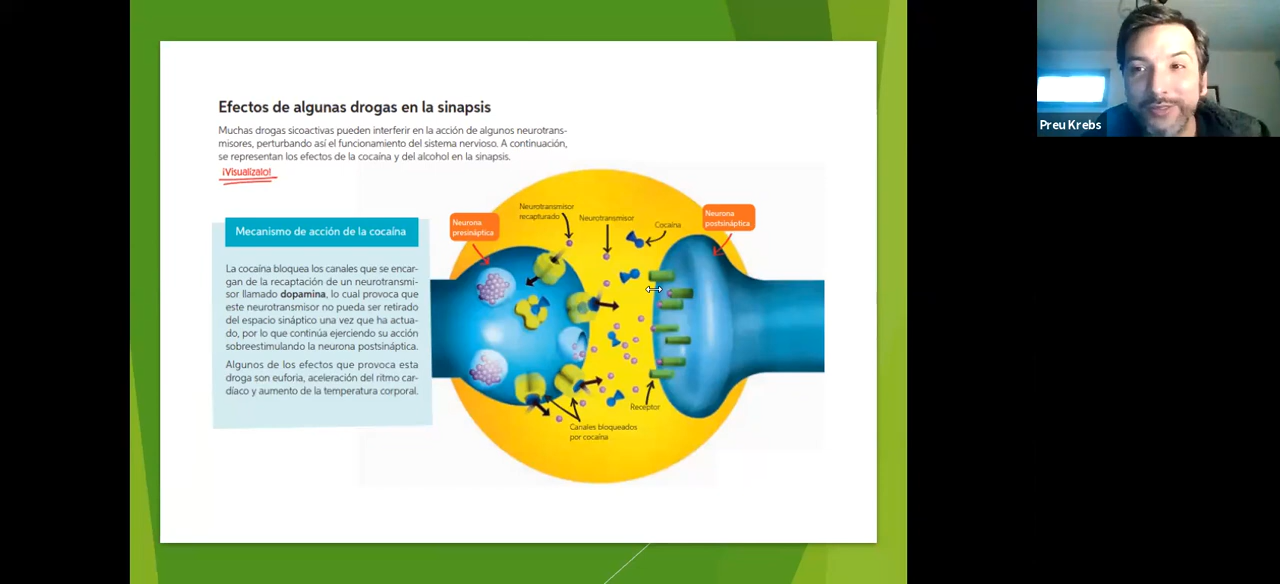 Efectos de algunas drogas en la sinapsis
Muchas drogas sicoactivas pueden interferir en la acción de algunos neurotrans-
misores, perturbando así el funcionamiento del sistema nervioso. A continuación,
se representan los efectos de la cocaína y del alcohol en la sinapsis.
¡Visualízalo!
Mecanismo de acción de la cocaína
La cocaína bloquea los canales que se encar-
gan de la recaptación de un neurotransmi-
sor llamado dopamina, lo cual provoca que
este neurotransmisor no pueda ser retirado
del espacio sináptico una vez que ha actua-
do, por lo que continúa ejerciendo su acción
sobreestimulando la neurona postsináptica.
Algunos de los efectos que provoca esta
droga son euforia, aceleración del ritmo car-
díaco y aumento de la temperatura corporal.
Neurona
presináptica
Neurotransmisor
recapturado
Neurotransmisor
Cocaína
Neurona
postsináptica
Receptor
Canales bloqueados
por cocaína
Preu Krebs